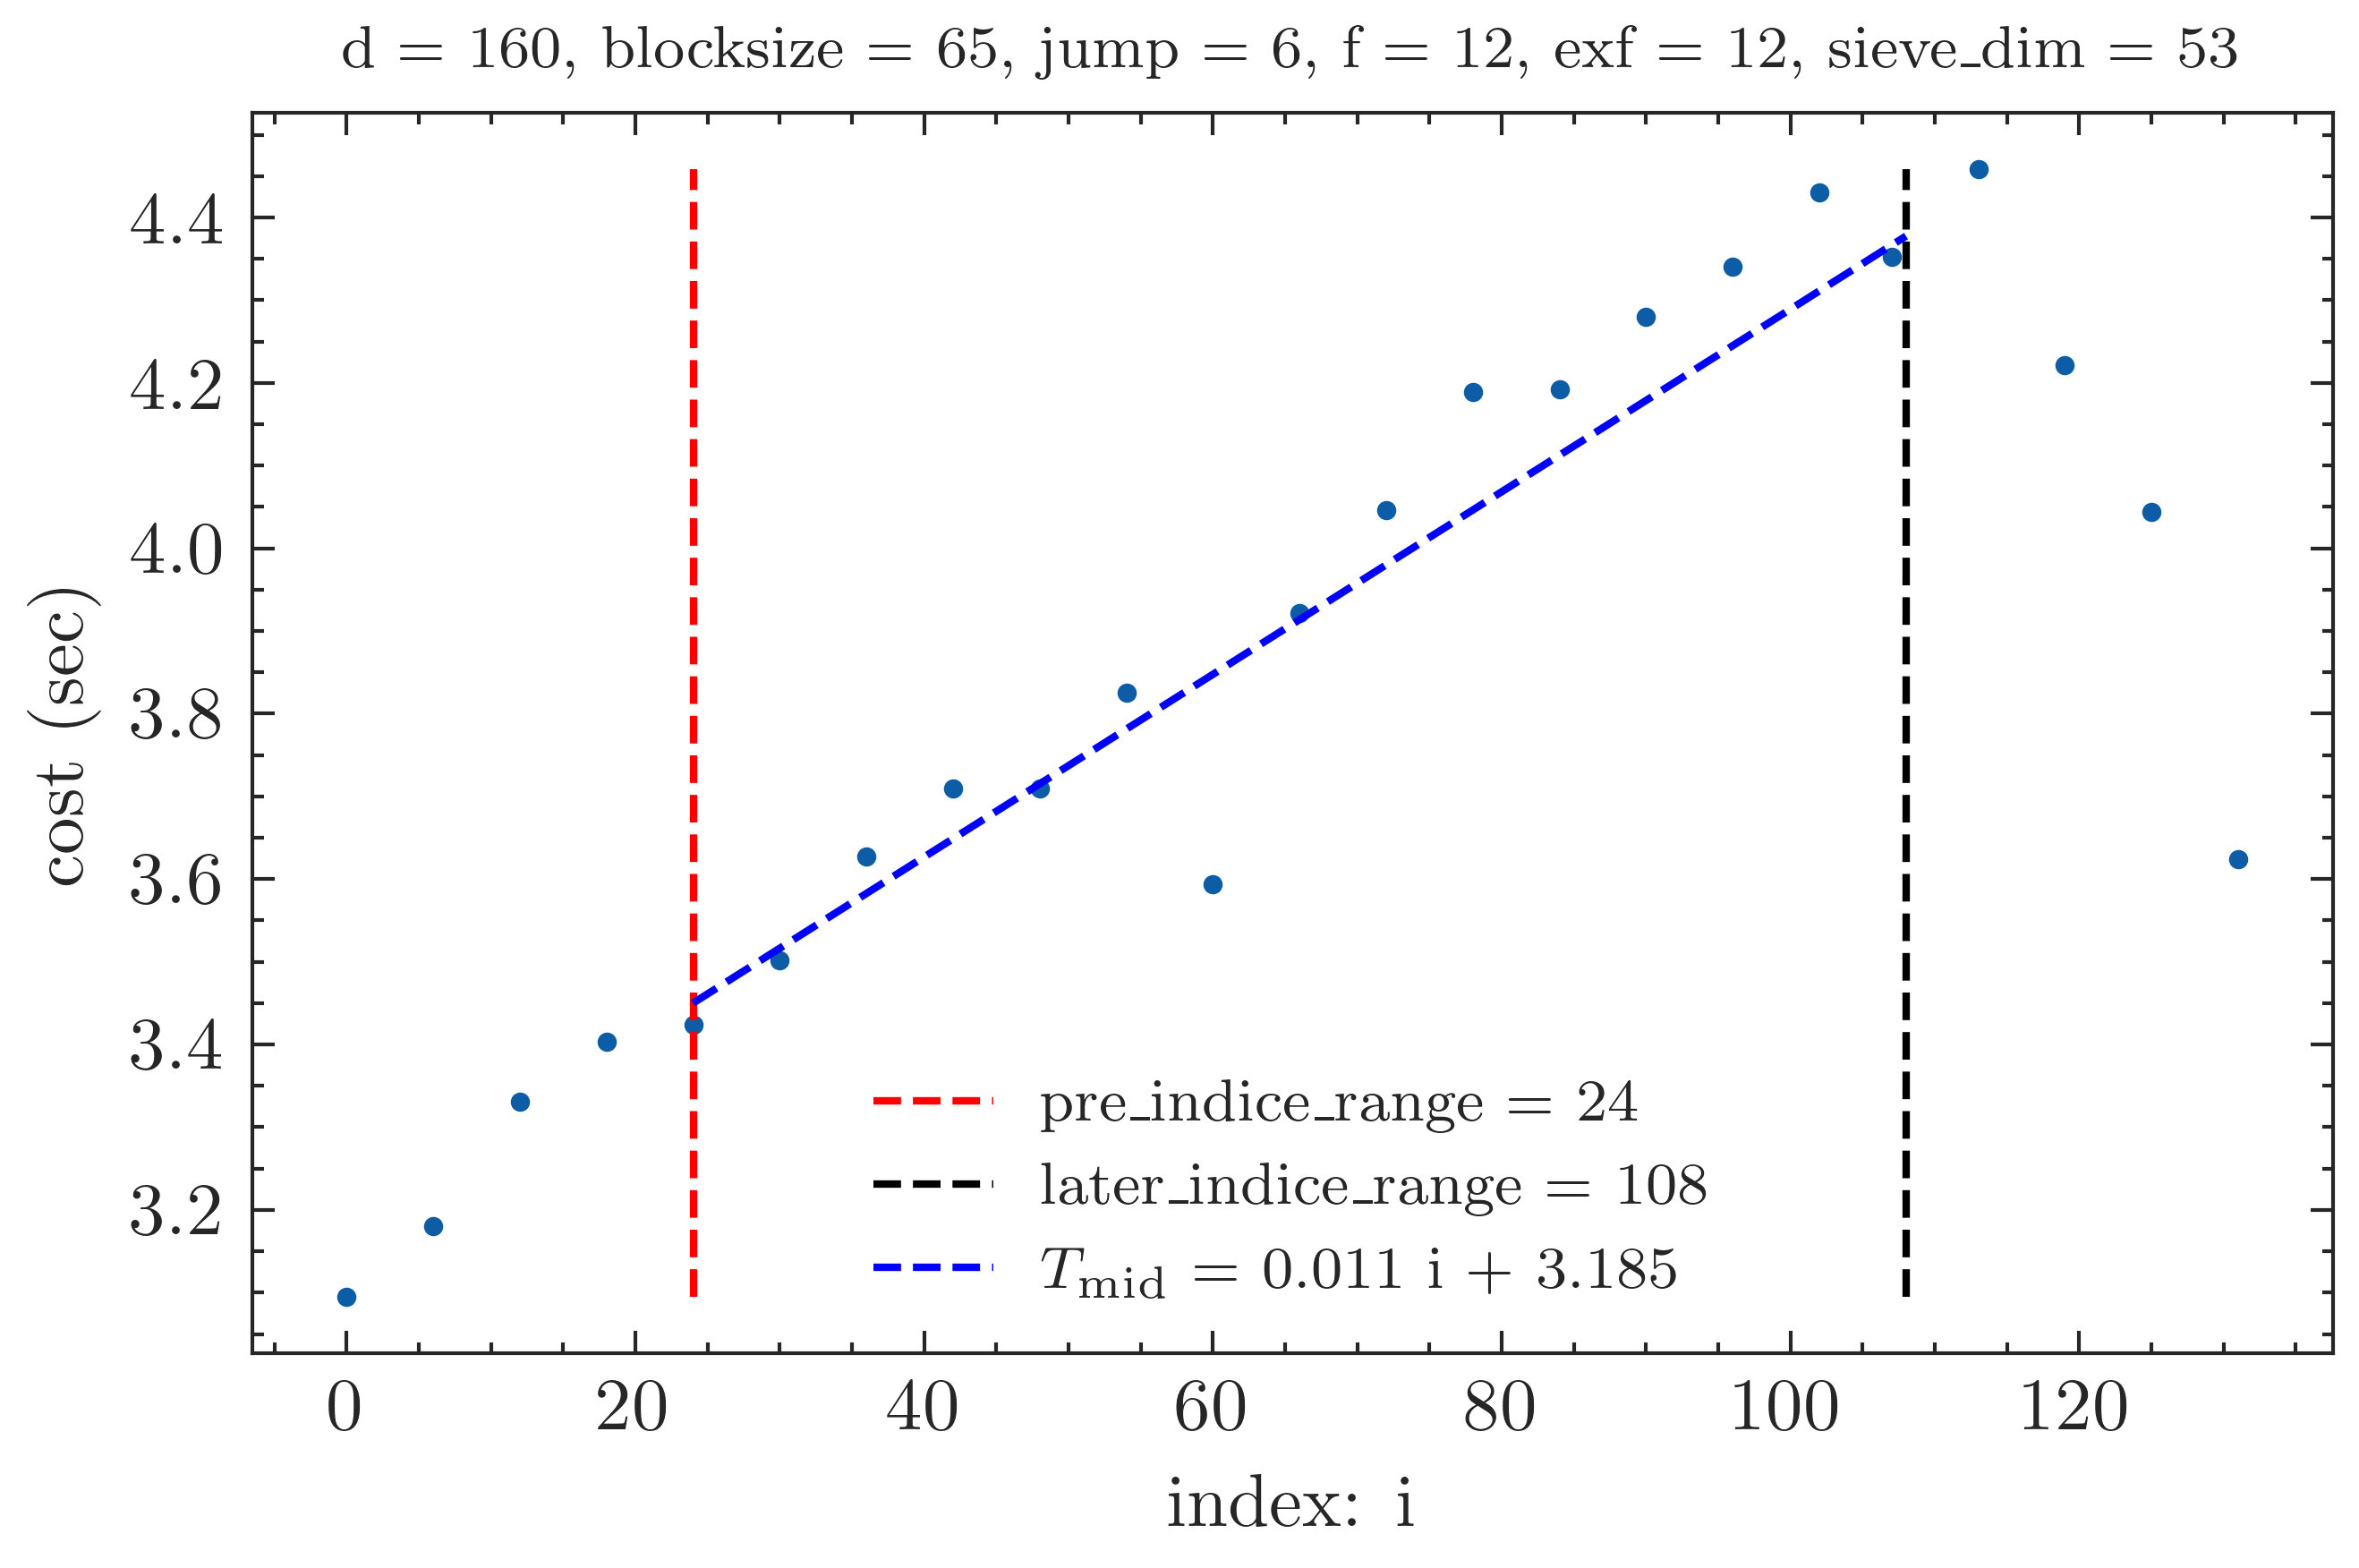 d = 160, blocksize = 65, jump = 6, f = 12, exf = 12, sieve_dim = 53
4.4
4.2
4.0
3.8
3.6
3.4
3.2
cost (sec)
pre_indice_range = 24
later_indice_range = 108
T_mid = 0.011 i + 3.185
0 20 40 60 80 100 120
index: i